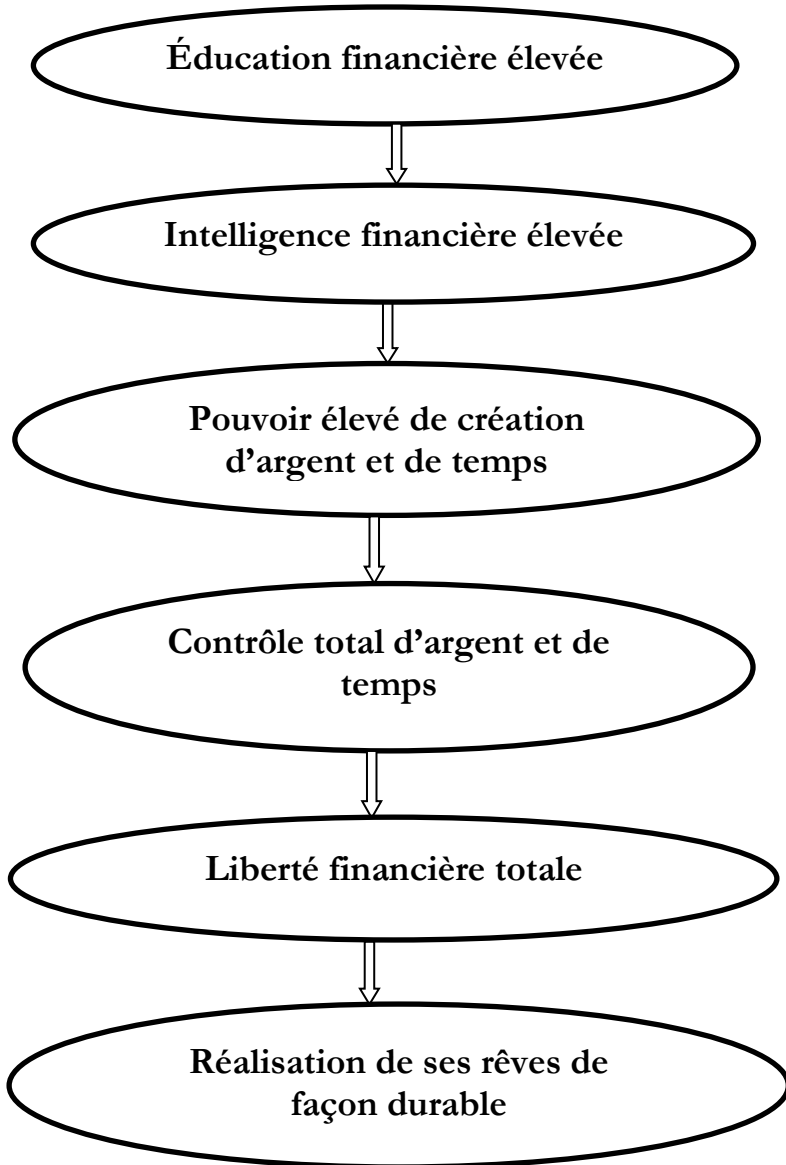 Éducation financière élevée
Intelligence financière élevée
Pouvoir élevé de création
d’argent et de temps
Contrôle total d’argent et de
temps
Liberté financière totale
Réalisation de ses rêves de
façon durable